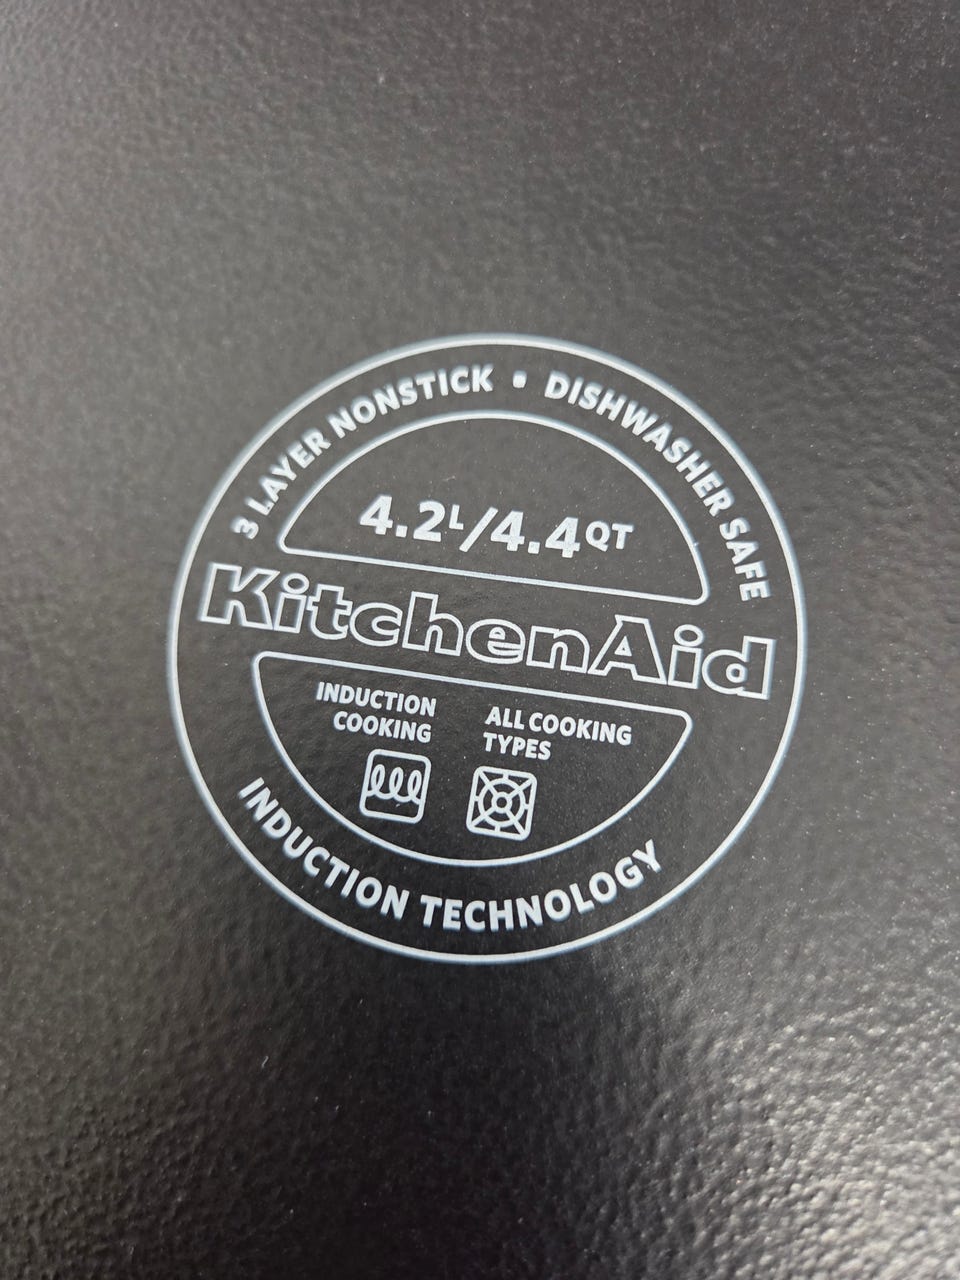 3 LAYER NONSTICK • DISHWASHER SAFE
4.2L/4.4QT
KitchenAid
INDUCTION
COOKING
ALL COOKING
TYPES
INDUCTION TECHNOLOGY